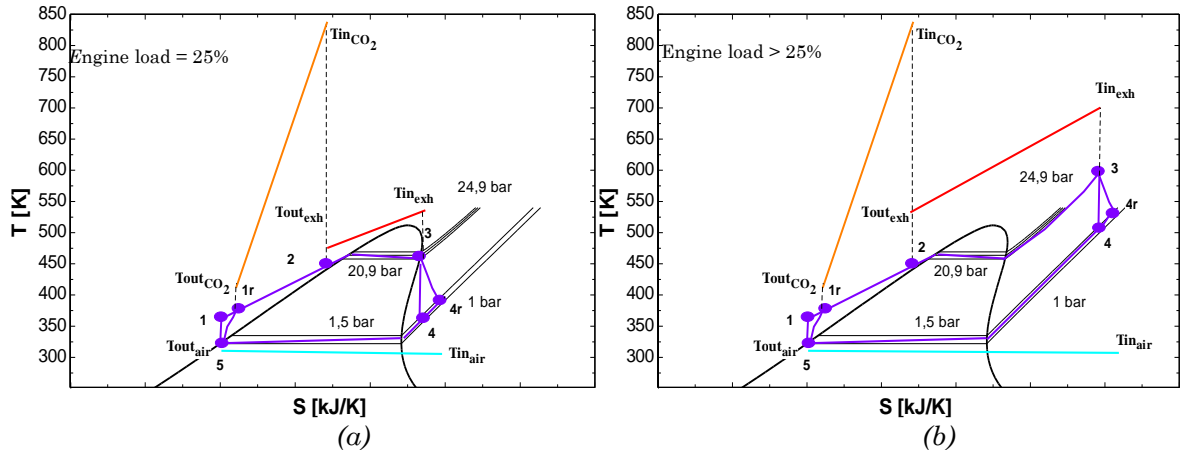 850
800
750
700
650
600
550
500
450
400
350
300
T [K]
S [kJ/K]
Engine load = 25%
TinCO2
Tinexh
24,9 bar
Toutexh
3
2
20,9 bar
ToutCO2
1r
1 bar
4r
1
1,5 bar
4
Toutair
Tinair
5
(a)
850
800
750
700
650
600
550
500
450
400
350
300
T [K]
S [kJ/K]
Engine load > 25%
TinCO2
Tinexh
24,9 bar
3
Toutexh
4r
2
4
20,9 bar
ToutCO2
1r
1 bar
1
1,5 bar
Toutair
Tinair
5
(b)